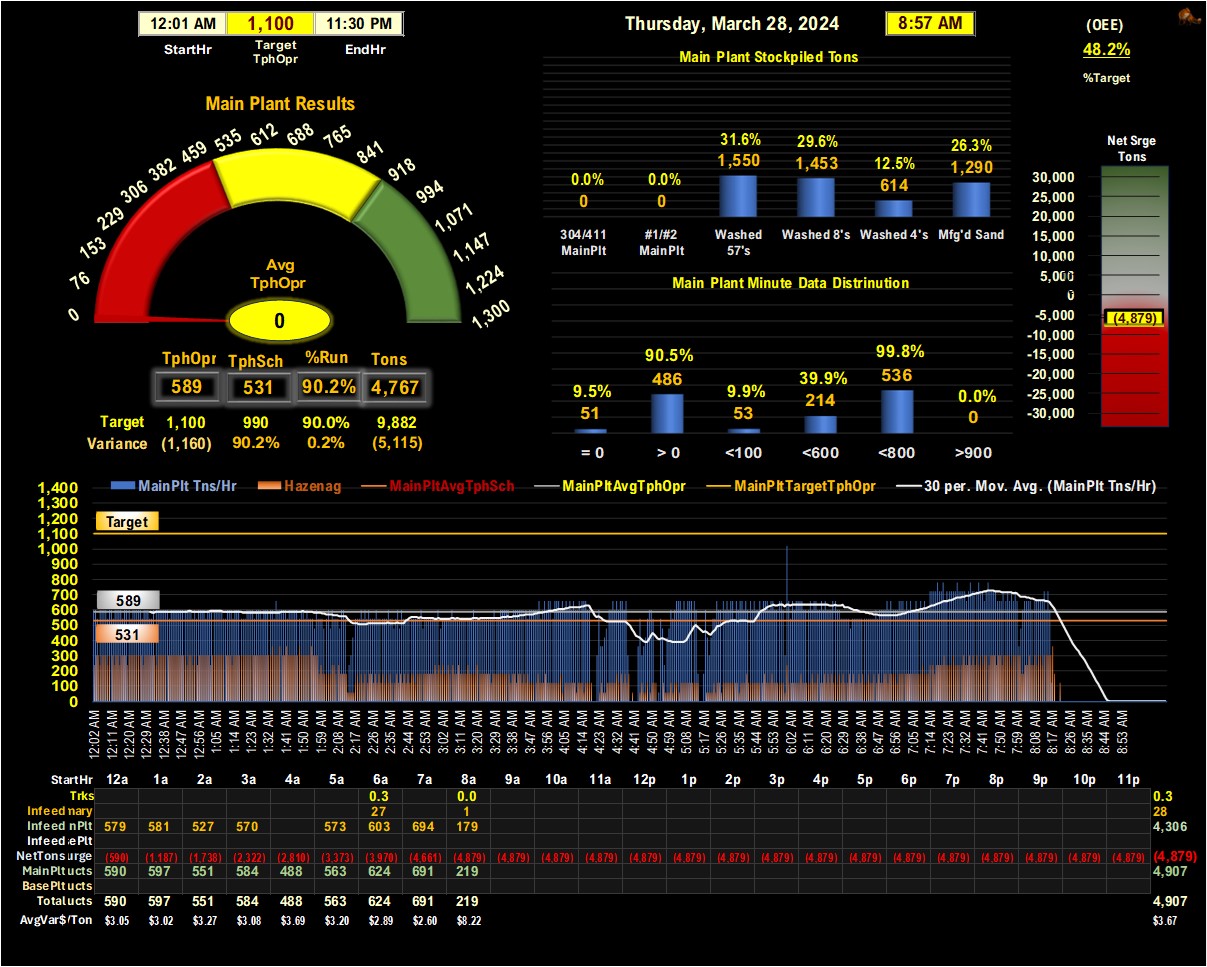 12:01 AM 1,100 11:30 PM
StartHr Target TphOpr EndHr
Thursday, March 28, 2024 8:57 AM
(OEE)
48.2%
%Target
Main Plant Results
0 76 153 229 306 382 459 535 612 688 765 841 918 994 1,071 1,147 1,224 1,300
Avg
TphOpr
0
TphOpr TphSch %Run Tons
589 531 90.2% 4,767
Target 1,100 990 90.0% 9,882
Variance (1,160) 90.2% 0.2% (5,115)
Main Plant Stockpiled Tons
0.0% 0.0% 31.6% 29.6% 12.5% 26.3%
0 0 1,550 1,453 614 1,290
304/411 MainPlt
#1/#2 MainPlt
Washed 57's
Washed 8's
Washed 4's
Mfg'd Sand
Main Plant Minute Data Distrinution
9.5% 90.5% 9.9% 39.9% 99.8% 0.0%
51 486 53 214 536 0
= 0 > 0 <100 <600 <800 >900
Net Srge
Tons
30,000
25,000
20,000
15,000
10,000
5,000
0
-5,000
(4,879)
-10,000
-15,000
-20,000
-25,000
-30,000
MainPlt Tns/Hr Hazenag MainPltAvgTphSch MainPltAvgTphOpr MainPltTargetTphOpr 30 per. Mov. Avg. (MainPlt Tns/Hr)
1,400
1,300
1,200
1,100
1,000
900
800
700
600
500
400
300
200
100
0
Target
589
531
12:02 AM 12:11 AM 12:20 AM 12:29 AM 12:38 AM 12:47 AM 12:56 AM 1:05 AM 1:14 AM 1:23 AM 1:32 AM 1:41 AM 1:50 AM 1:59 AM 2:08 AM 2:17 AM 2:26 AM 2:35 AM 2:44 AM 2:53 AM 3:02 AM 3:11 AM 3:20 AM 3:29 AM 3:38 AM 3:47 AM 3:56 AM 4:05 AM 4:14 AM 4:23 AM 4:32 AM 4:41 AM 4:50 AM 4:59 AM 5:08 AM 5:17 AM 5:26 AM 5:35 AM 5:44 AM 5:53 AM 6:02 AM 6:11 AM 6:20 AM 6:29 AM 6:38 AM 6:47 AM 6:56 AM 7:05 AM 7:14 AM 7:23 AM 7:32 AM 7:41 AM 7:50 AM 7:59 AM 8:08 AM 8:17 AM 8:26 AM 8:35 AM 8:44 AM 8:53 AM
StartHr 12a 1a 2a 3a 4a 5a 6a 7a 8a 9a 10a 11a 12p 1p 2p 3p 4p 5p 6p 7p 8p 9p 10p 11p
Trks 0.3 0.0 0.3
Infeed nary 27 1 28
Infeed nPlt 579 581 527 570 573 603 694 179 4,306
Infeed ePlt
NetTons urge (590) (1,187) (1,738) (2,322) (2,810) (3,373) (3,970) (4,661) (4,879) (4,879) (4,879) (4,879) (4,879) (4,879) (4,879) (4,879) (4,879) (4,879) (4,879) (4,879) (4,879) (4,879) (4,879) (4,879) (4,879)
MainPlt ucts 590 597 551 584 488 563 624 691 219 4,907
BasePlt ucts
Total ucts 590 597 551 584 488 563 624 691 219 4,907
AvgVar$/Ton $3.05 $3.02 $3.27 $3.08 $3.69 $3.20 $2.89 $2.60 $8.22 $3.67